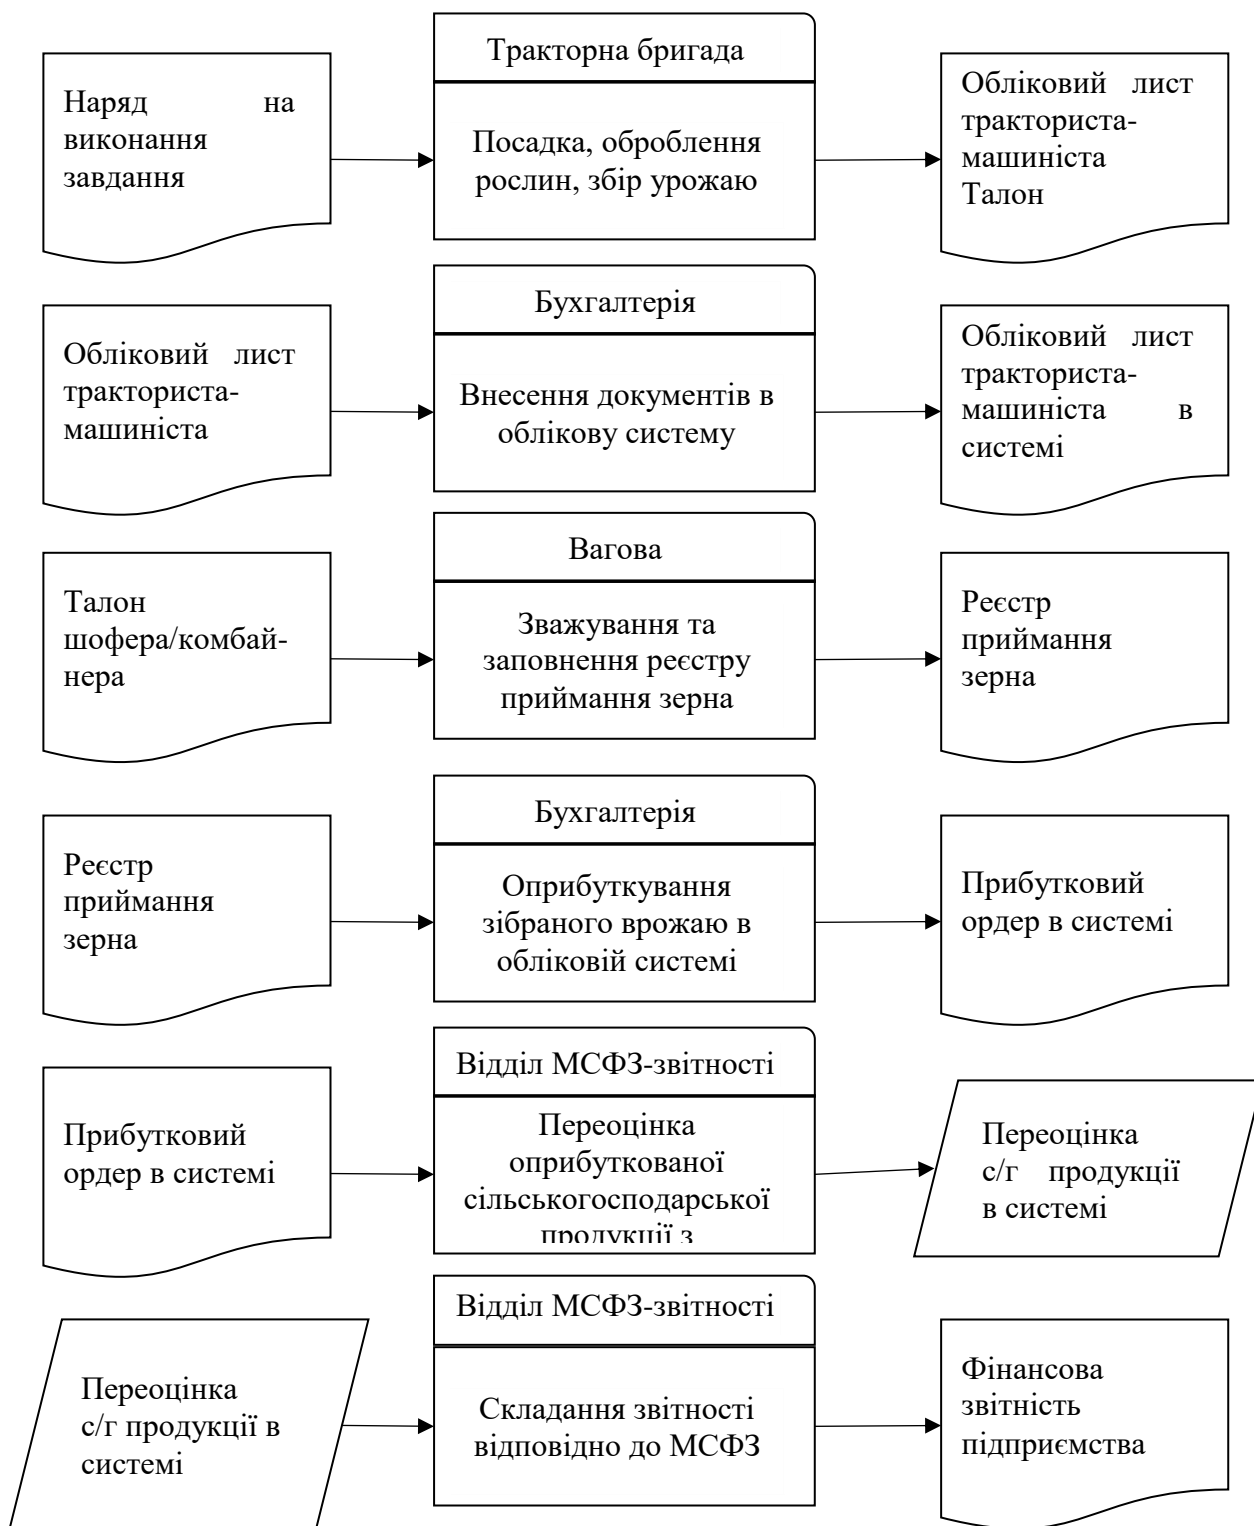 Тракторна бригада
Наряд на
виконання
завдання
Посадка, оброблення
рослин, збір урожаю
Обліковий лист
тракториста-
машиніста
Талон
Бухгалтерія
Обліковий лист
тракториста-
машиніста
Внесення документів в
облікову систему
Обліковий лист
тракториста-
машиніста в
системі
Вагова
Талон
шофера/комбай-
нера
Зважування та
заповнення реєстру
приймання зерна
Реєстр
приймання
зерна
Бухгалтерія
Реєстр
приймання
зерна
Оприбуткування
зібраного врожаю в
обліковій системі
Прибутковий
ордер в системі
Відділ МСФЗ-звітності
Прибутковий
ордер в системі
Переоцінка
оприбуткованої
сільськогосподарської
продукції з
Переоцінка
с/г продукції
в системі
Відділ МСФЗ-звітності
Переоцінка
с/г продукції в
системі
Складання звітності
відповідно до МСФЗ
Фінансова
звітність
підприємства